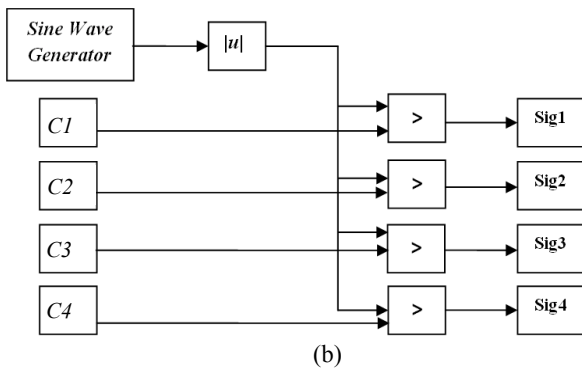 Sine Wave
Generator
|u|
C1
>
Sig1
C2
>
Sig2
C3
>
Sig3
C4
>
Sig4
(b)